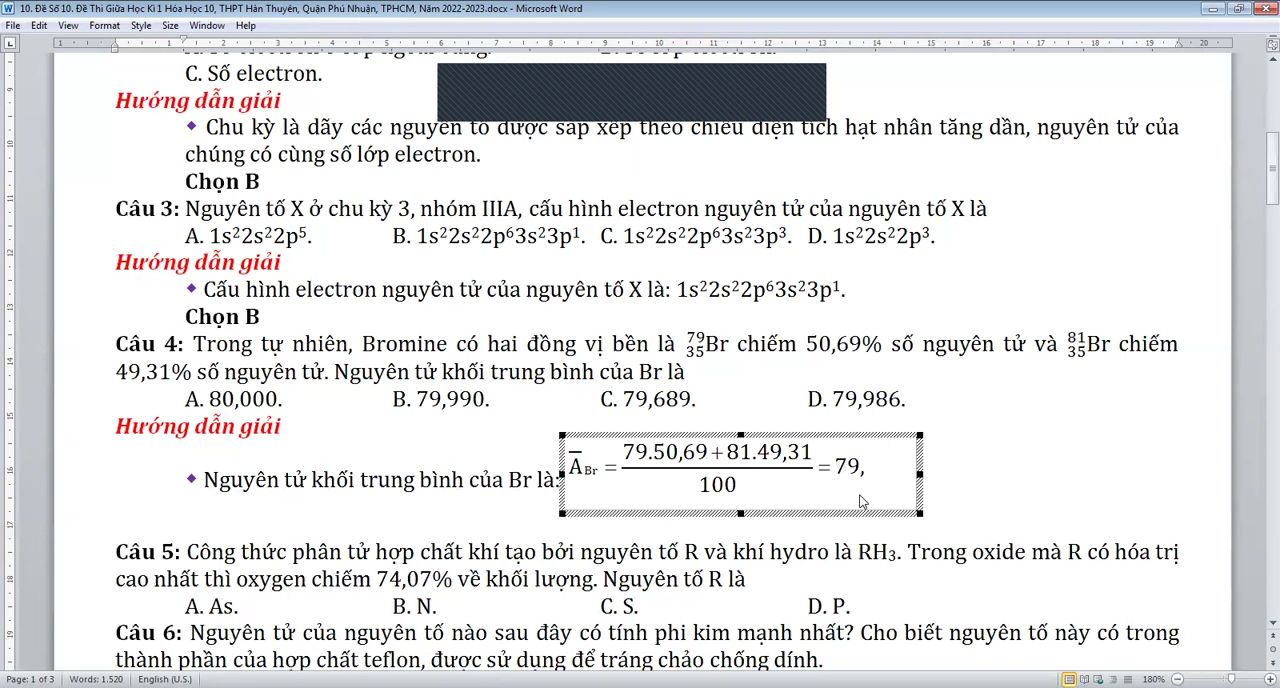 10. Đề Số 10. Đề Thi Giữa Học Kì 1 Hóa Học 10, THPT Hàn Thuyên, Quận Phú Nhuận, TPHCM, Năm 2022-2023.docx - Microsoft Word
File Edit View Insert Format Style Size Window Help
C. Số electron.
Hướng dẫn giải
Chu kỳ là dãy các nguyên tố được sắp xếp theo chiều điện tích hạt nhân tăng dần, nguyên tử của
chúng có cùng số lớp electron.
Chọn B
Câu 3: Nguyên tố X ở chu kỳ 3, nhóm IIIA, cấu hình electron nguyên tử của nguyên tố X là
A. 1s²2s²2p⁵. B. 1s²2s²2p⁶3s²3p¹. C. 1s²2s²2p⁶3s²3p³. D. 1s²2s²2p³.
Hướng dẫn giải
Cấu hình electron nguyên tử của nguyên tố X là: 1s²2s²2p⁶3s²3p¹.
Chọn B
Câu 4: Trong tự nhiên, Bromine có hai đồng vị bền là ⁷⁹₃₅Br chiếm 50,69% số nguyên tử và ⁸¹₃₅Br chiếm
49,31% số nguyên tử. Nguyên tử khối trung bình của Br là
A. 80,000. B. 79,990. C. 79,689. D. 79,986.
Hướng dẫn giải
Nguyên tử khối trung bình của Br là: A̅ Br = (79.50,69 + 81.49,31)/100 = 79,
Câu 5: Công thức phân tử hợp chất khí tạo bởi nguyên tố R và khí hydro là RH₃. Trong oxide mà R có hóa trị
cao nhất thì oxygen chiếm 74,07% về khối lượng. Nguyên tố R là
A. As. B. N. C. S. D. P.
Câu 6: Nguyên tử của nguyên tố nào sau đây có tính phi kim mạnh nhất? Cho biết nguyên tố này có trong
thành phần của hợp chất teflon, được sử dụng để tráng chảo chống dính.
Page: 1 of 3 Words: 1.520 English (U.S.) 180%